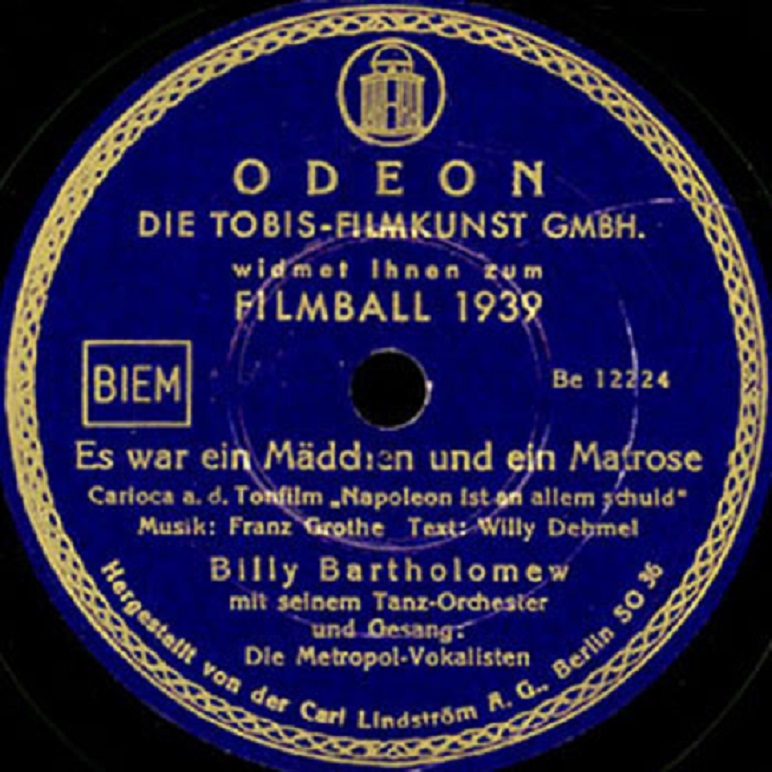 ODEON
DIE TOBIS-FILMKUNST GMBH.
widmet Ihnen zum
FILMBALL 1939
BIEM
Be 12224
Es war ein Mädchen und ein Matrose
Carioca a. d. Tonfilm „Napoleon ist an allem schuld"
Musik: Franz Grothe Text: Willy Dehmel
Billy Bartholomew
mit seinem Tanz-Orchester
und Gesang:
Die Metropol-Vokalisten
Hergestellt von der Carl Lindström A. G., Berlin SO 36